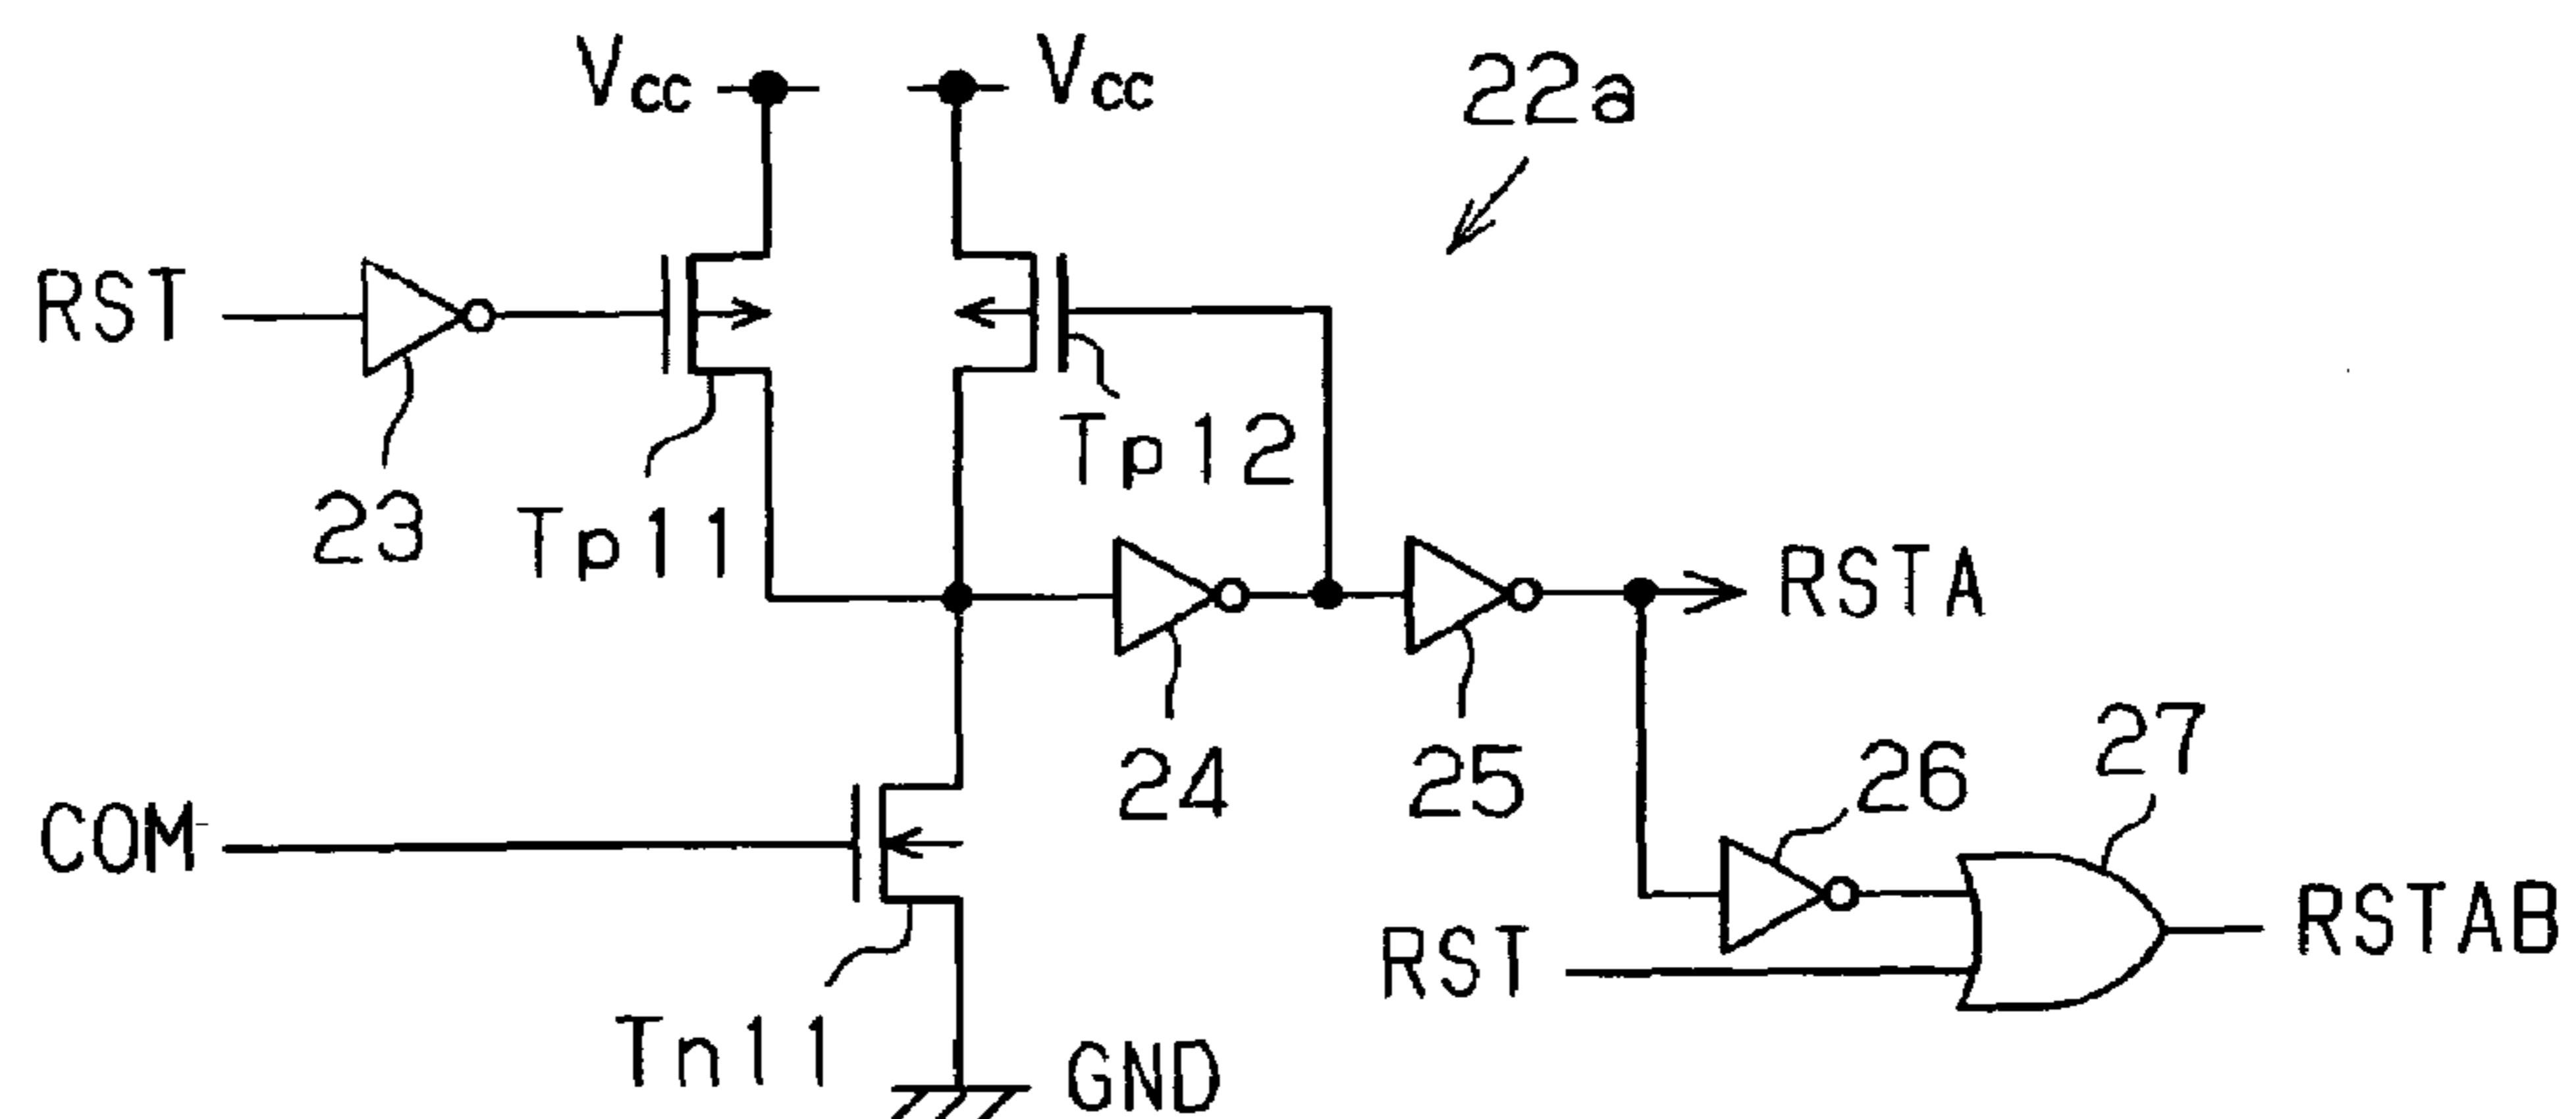 Vcc
Vcc
22a
RST
23
Tp11
Tp12
RSTA
24
25
26
27
COM
RST
RSTAB
Tn11
GND